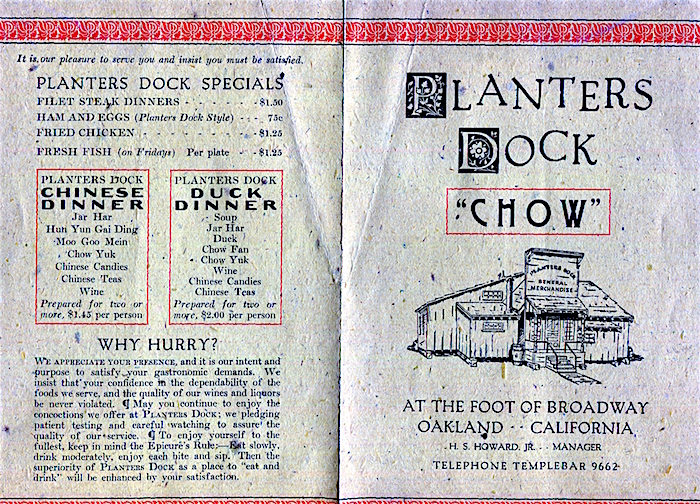 It is our pleasure to serve you and insist you must be satisfied.
PLANTERS DOCK SPECIALS
FILET STEAK DINNERS - - - - - $1.50
HAM AND EGGS (Planters Dock Style) - - - 75c
FRIED CHICKEN - - - - - - - $1.25
FRESH FISH (on Fridays) Per plate - - $1.25
PLANTERS DOCK
CHINESE
DINNER
Jar Har
Hun Yun Gai Ding
Moo Goo Mein
Chow Yuk
Chinese Candies
Chinese Teas
Wine
Prepared for two or
more, $1.45 per person
PLANTERS DOCK
DUCK
DINNER
Soup
Jar Har
Duck
Chow Fan
Chow Yuk
Wine
Chinese Candies
Chinese Teas
Prepared for two or
more, $2.00 per person
WHY HURRY?
WE APPRECIATE YOUR PRESENCE, and it is our intent and
purpose to satisfy your gastronomic demands. We
insist that your confidence in the dependability of the
foods we serve, and the quality of our wines and liquors
be never violated. ¶ May you continue to enjoy the
concoctions we offer at PLANTERS DOCK; we pledging
patient testing and careful watching to assure the
quality of our service. ¶ To enjoy yourself to the
fullest, keep in mind the Epicure's Rule:—Eat slowly,
drink moderately, enjoy each bite and sip. Then the
superiority of PLANTERS DOCK as a place to "eat and
drink" will be enhanced by your satisfaction.
PLANTERS
DOCK
"CHOW"
PLANTERS DOCK
GENERAL
MERCHANDISE
AT THE FOOT OF BROADWAY
OAKLAND - - CALIFORNIA
H. S. HOWARD, JR. - - MANAGER
TELEPHONE TEMPLEBAR 9662